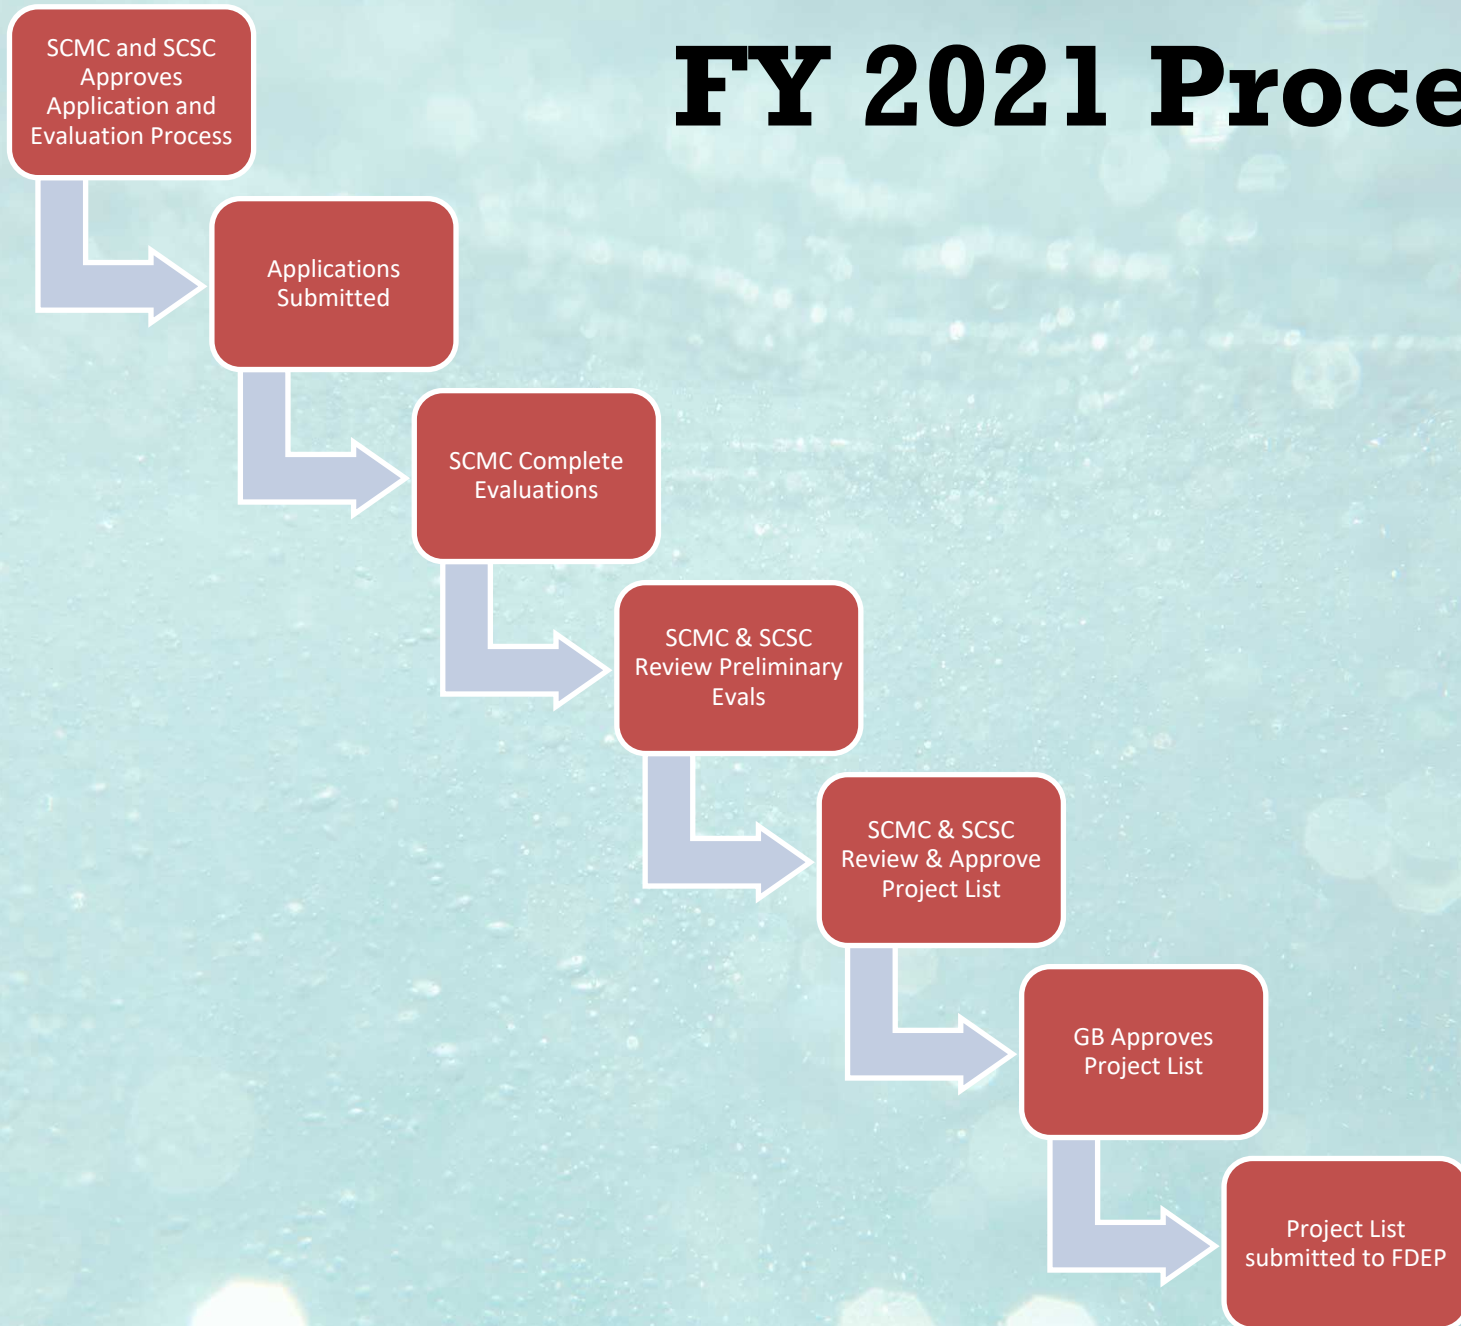 FY 2021 Proce
SCMC and SCSC
Approves
Application and
Evaluation Process
Applications
Submitted
SCMC Complete
Evaluations
SCMC & SCSC
Review Preliminary
Evals
SCMC & SCSC
Review & Approve
Project List
GB Approves
Project List
Project List
submitted to FDEP